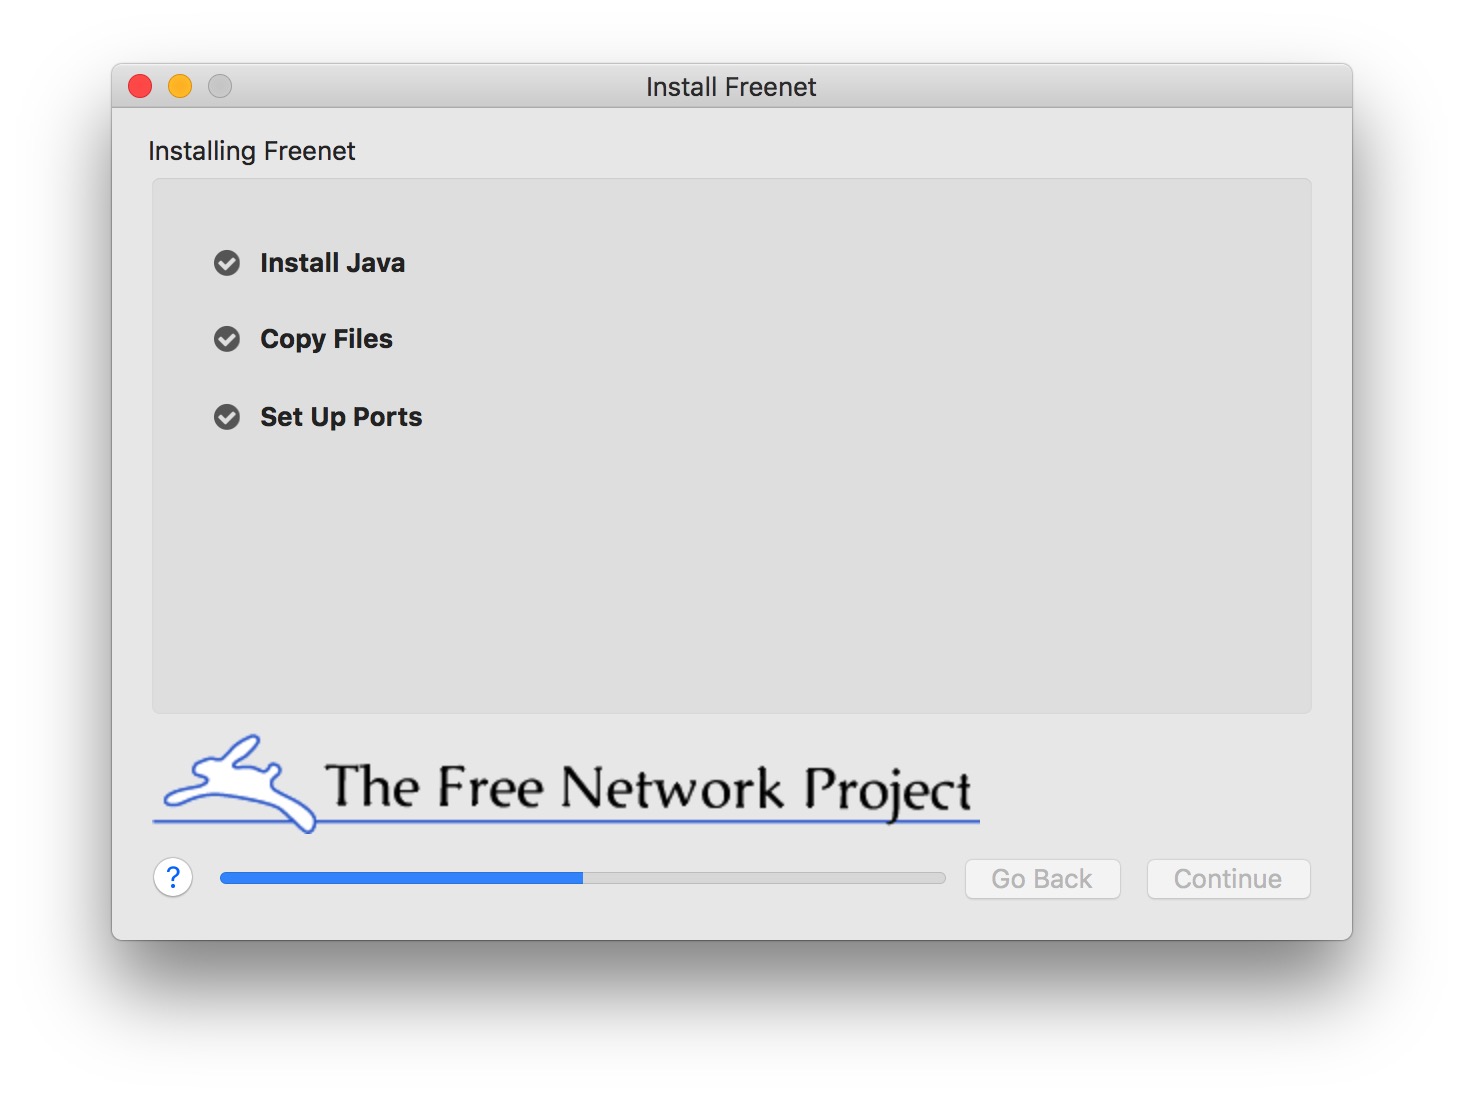 Install Freenet
Installing Freenet
Install Java
Copy Files
Set Up Ports
The Free Network Project
?
Go Back
Continue